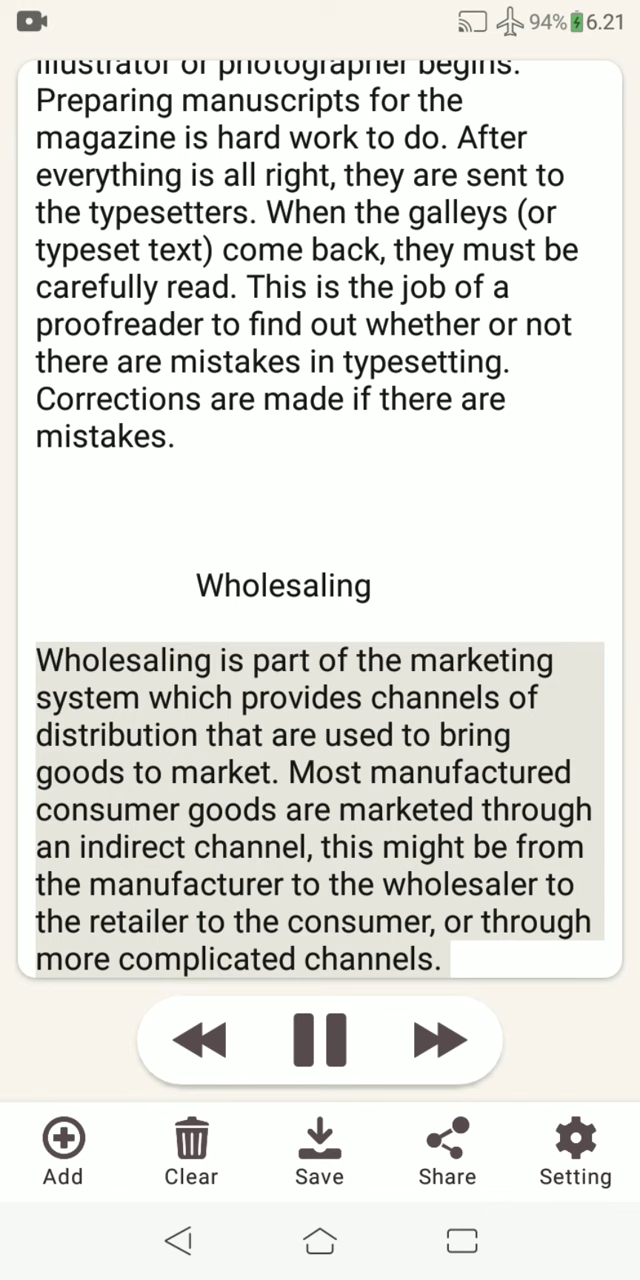 94% 6.21
illustrator or photographer begins.
Preparing manuscripts for the
magazine is hard work to do. After
everything is all right, they are sent to
the typesetters. When the galleys (or
typeset text) come back, they must be
carefully read. This is the job of a
proofreader to find out whether or not
there are mistakes in typesetting.
Corrections are made if there are
mistakes.
Wholesaling
Wholesaling is part of the marketing
system which provides channels of
distribution that are used to bring
goods to market. Most manufactured
consumer goods are marketed through
an indirect channel, this might be from
the manufacturer to the wholesaler to
the retailer to the consumer, or through
more complicated channels.
Add Clear Save Share Setting